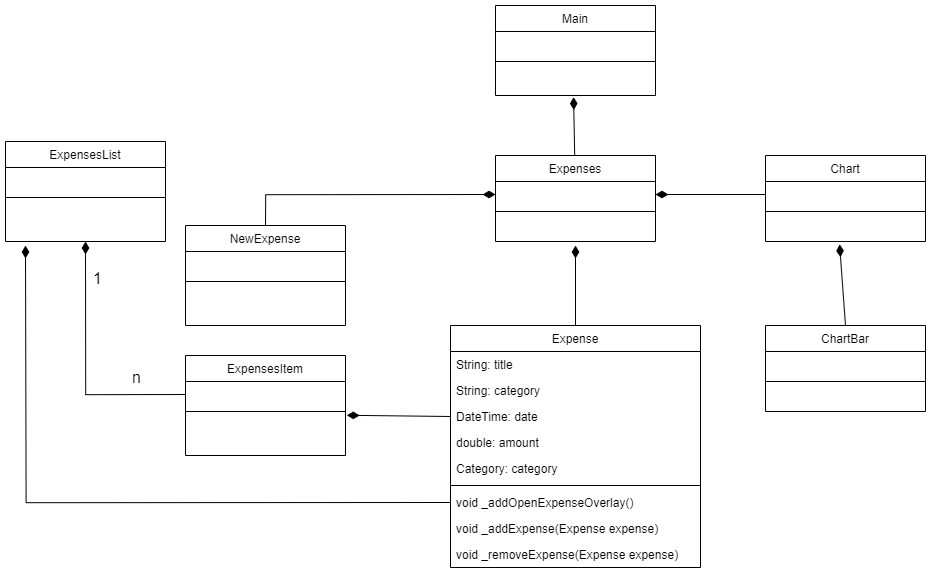 Main
ExpensesList
Expenses
Chart
NewExpense
1
n
ExpensesItem
Expense
String: title
String: category
DateTime: date
double: amount
Category: category
void _addOpenExpenseOverlay()
void _addExpense(Expense expense)
void _removeExpense(Expense expense)
ChartBar